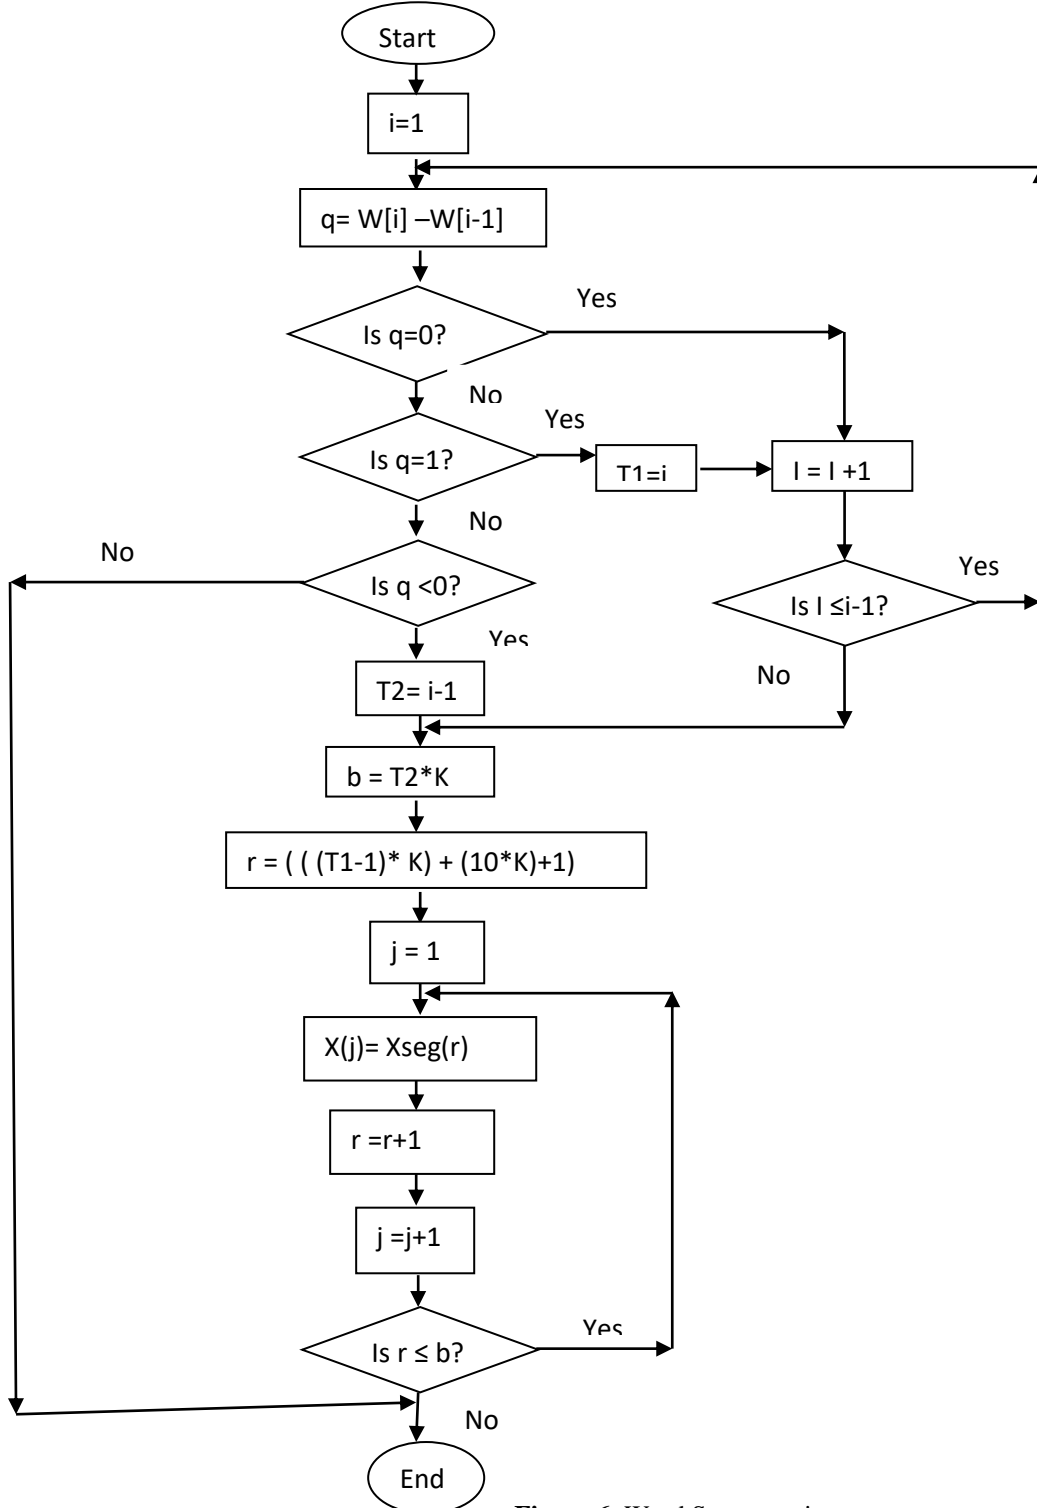 Start
i=1
q= W[i] –W[i-1]
Is q=0?
Yes
No
Is q=1?
Yes
T1=i
I = I +1
No
Is q <0?
No
Is I ≤i-1?
Yes
Yes
T2= i-1
No
b = T2*K
r = ( ( (T1-1)* K) + (10*K)+1)
j = 1
X(j)= Xseg(r)
r =r+1
j =j+1
Is r ≤ b?
Yes
No
End